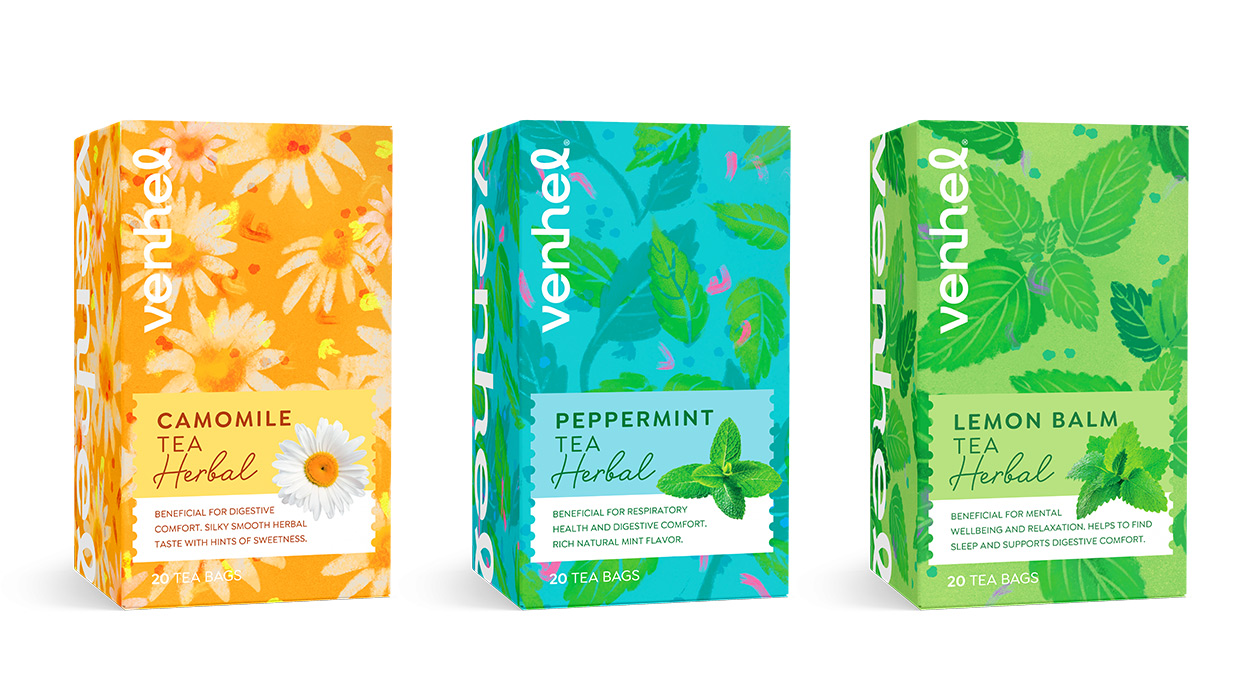 venhel®
venhel
CAMOMILE
TEA
Herbal
BENEFICIAL FOR DIGESTIVE
COMFORT. SILKY SMOOTH HERBAL
TASTE WITH HINTS OF SWEETNESS.
20 TEA BAGS
venhel®
venhel
PEPPERMINT
TEA
Herbal
BENEFICIAL FOR RESPIRATORY
HEALTH AND DIGESTIVE COMFORT.
RICH NATURAL MINT FLAVOR.
20 TEA BAGS
venhel®
venhel
LEMON BALM
TEA
Herbal
BENEFICIAL FOR MENTAL
WELLBEING AND RELAXATION. HELPS TO FIND
SLEEP AND SUPPORTS DIGESTIVE COMFORT.
20 TEA BAGS